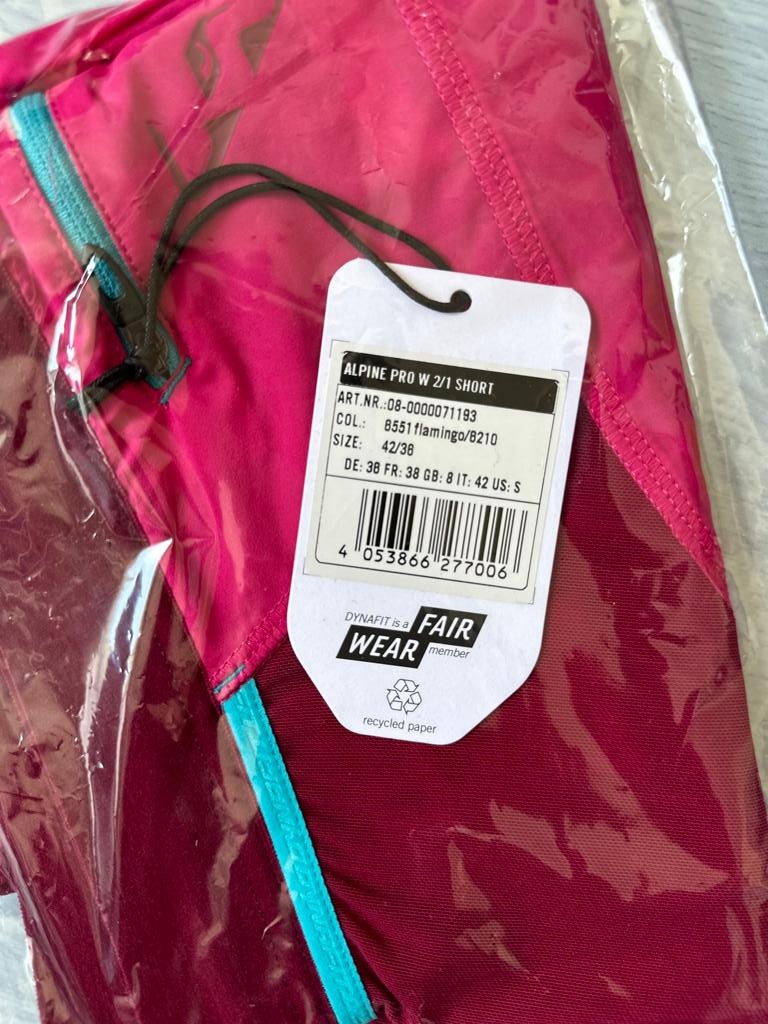 ALPINE PRO W 2/1 SHORT
ART.NR.:08-0000071193
COL.: 8551 flamingo/6210
SIZE: 42/36
DE: 36 FR: 38 GB: 8 IT: 42 US: S
4 053866 277006
DYNAFIT is a FAIR
WEAR member
recycled paper